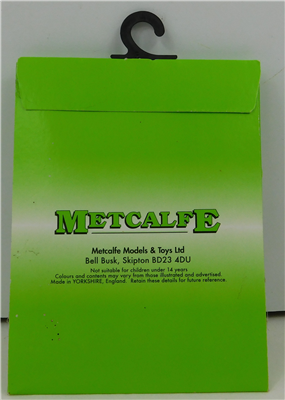 METCALFE
Metcalfe Models & Toys Ltd
Bell Busk, Skipton BD23 4DU
Not suitable for children under 14 years
Colours and contents may vary from those illustrated and advertised.
Made in YORKSHIRE, England. Retain these details for future reference.